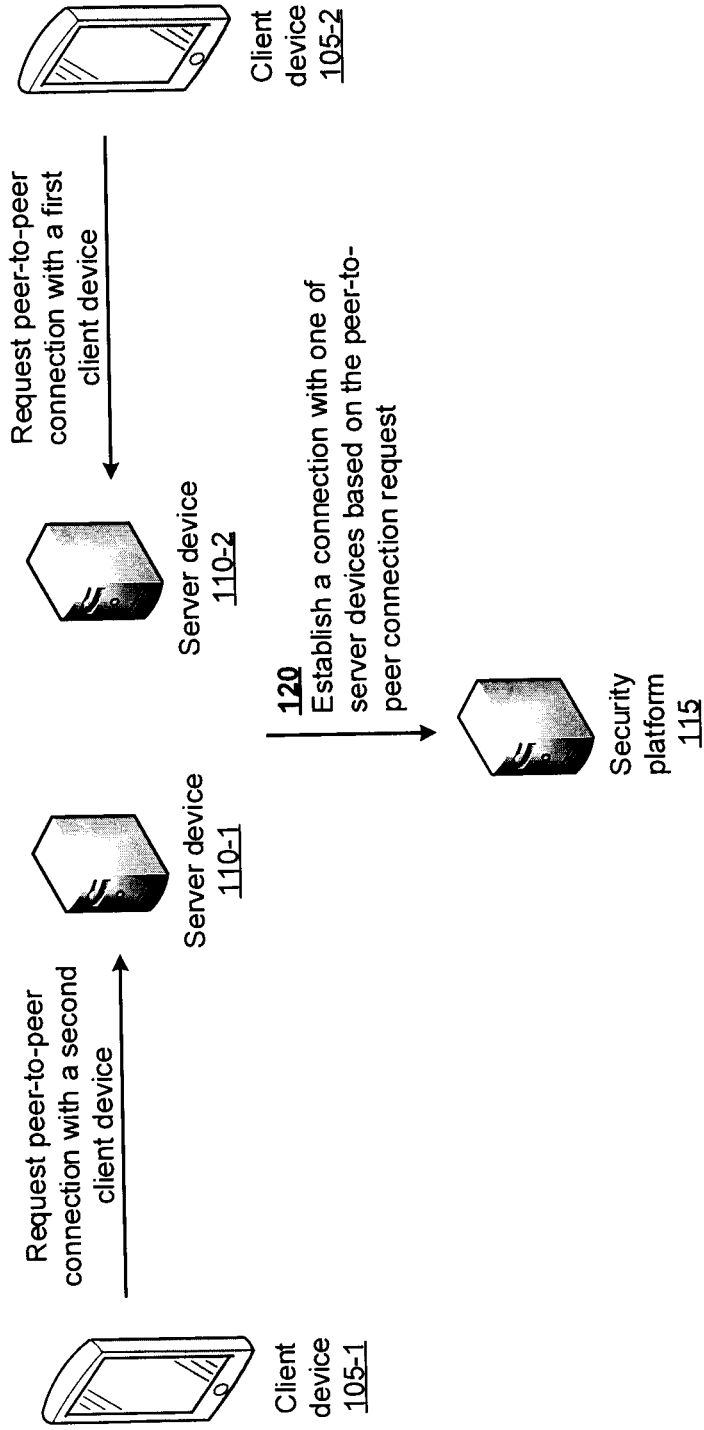 Request peer-to-peer
connection with a second
client device
Request peer-to-peer
connection with a first
client device
Client
device
105-1
Server device
110-1
Server device
110-2
Client
device
105-2
120
Establish a connection with one of
server devices based on the peer-to-
peer connection request
Security
platform
115